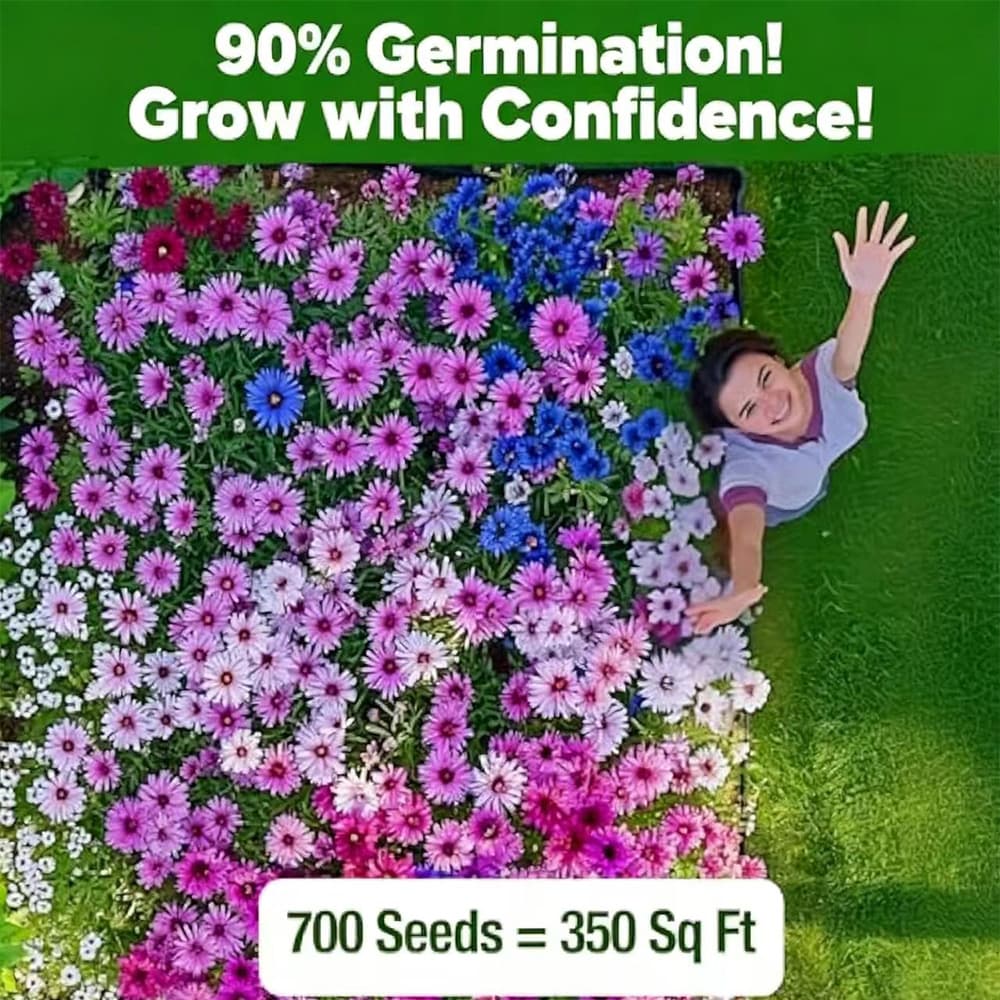 90% Germination!
Grow with Confidence!
700 Seeds = 350 Sq Ft